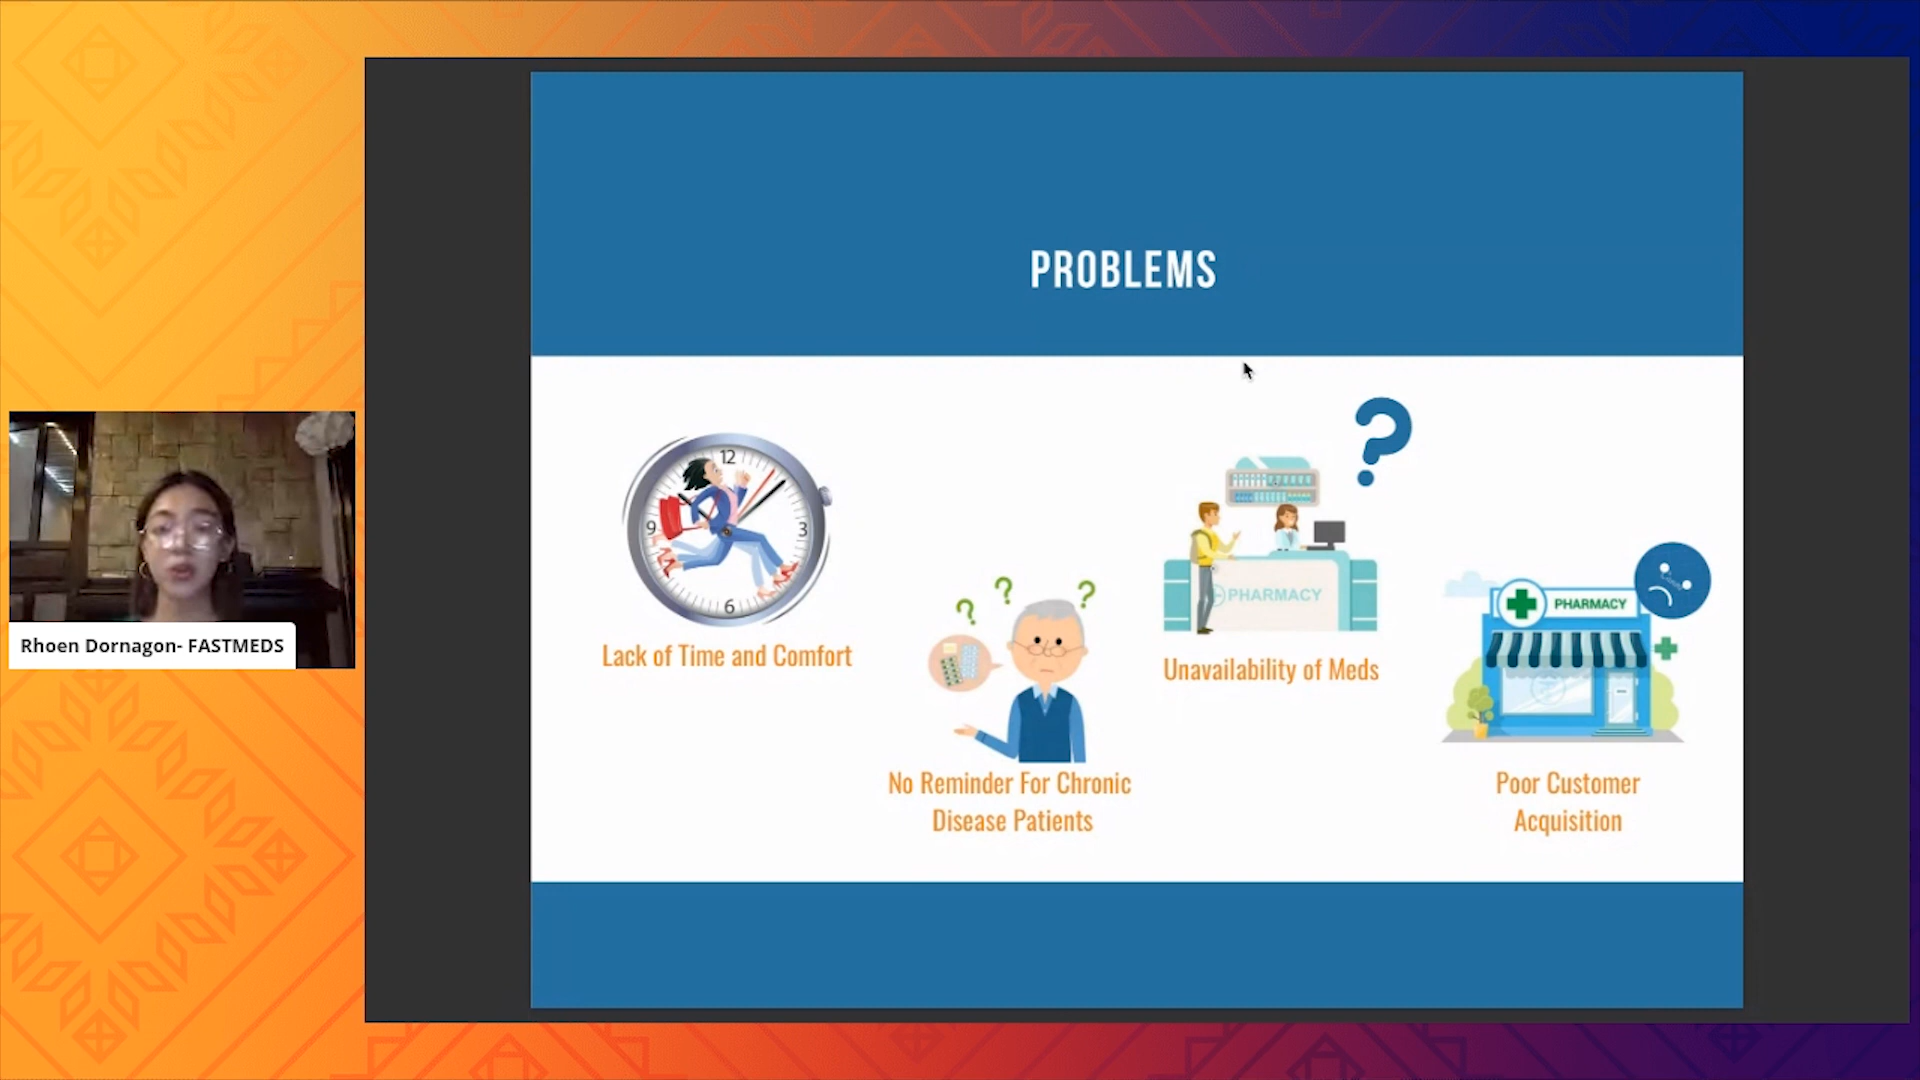 PROBLEMS
12
9
3
6
Lack of Time and Comfort
No Reminder For Chronic
Disease Patients
PHARMACY
Unavailability of Meds
PHARMACY
Poor Customer
Acquisition
Rhoen Dornagon- FASTMEDS